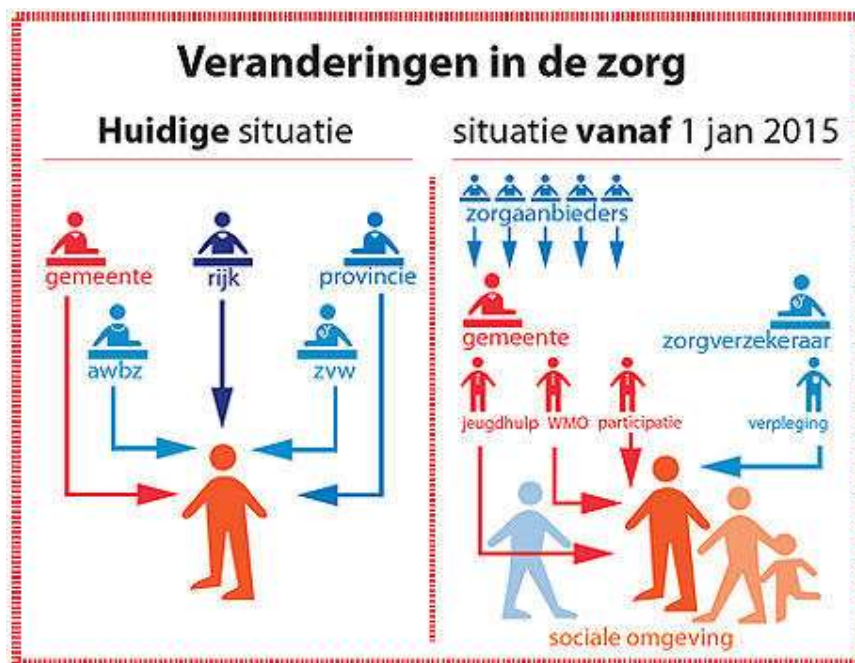 Veranderingen in de zorg
Huidige situatie
gemeente
rijk
provincie
awbz
zvw
situatie vanaf 1 jan 2015
zorgaanbieders
gemeente
zorgverzekeraar
jeugdhulp WMO participatie
verpleging
sociale omgeving